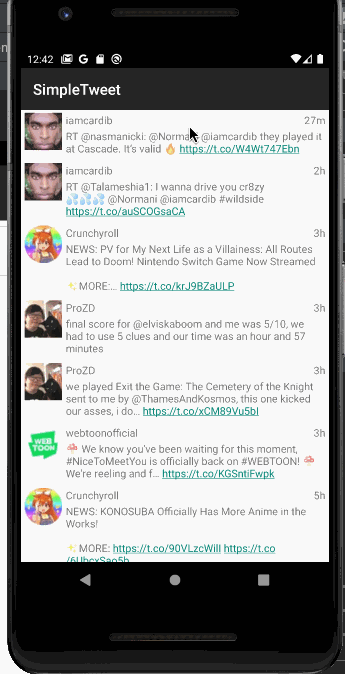 12:42
SimpleTweet
iamcardib 27m
RT @nasmanicki: @Norman @iamcardib they played it
at Cascade. It's valid 🔥 https://t.co/W4Wt747Ebn
iamcardib 2h
RT @Talameshia1: I wanna drive you cr8zy
💦💦💦 @Normani @iamcardib #wildside
https://t.co/auSCOGsaCA
Crunchyroll 3h
NEWS: PV for My Next Life as a Villainess: All Routes
Lead to Doom! Nintendo Switch Game Now Streamed
✨MORE:… https://t.co/krJ9BZaULP
ProZD 3h
final score for @elviskaboom and me was 5/10, we
had to use 5 clues and our time was an hour and 57
minutes
ProZD 3h
we played Exit the Game: The Cemetery of the Knight
sent to me by @ThamesAndKosmos, this one kicked
our asses, i do… https://t.co/xCM89Vu5bI
WEB
TOON
webtoonofficial 3h
We know you've been waiting for this moment,
#NiceToMeetYou is officially back on #WEBTOON!
We're reeling and f… https://t.co/KGSntiFwpk
Crunchyroll 5h
NEWS: KONOSUBA Officially Has More Anime in the
Works!
✨MORE: https://t.co/90VLzcWilI https://t.co